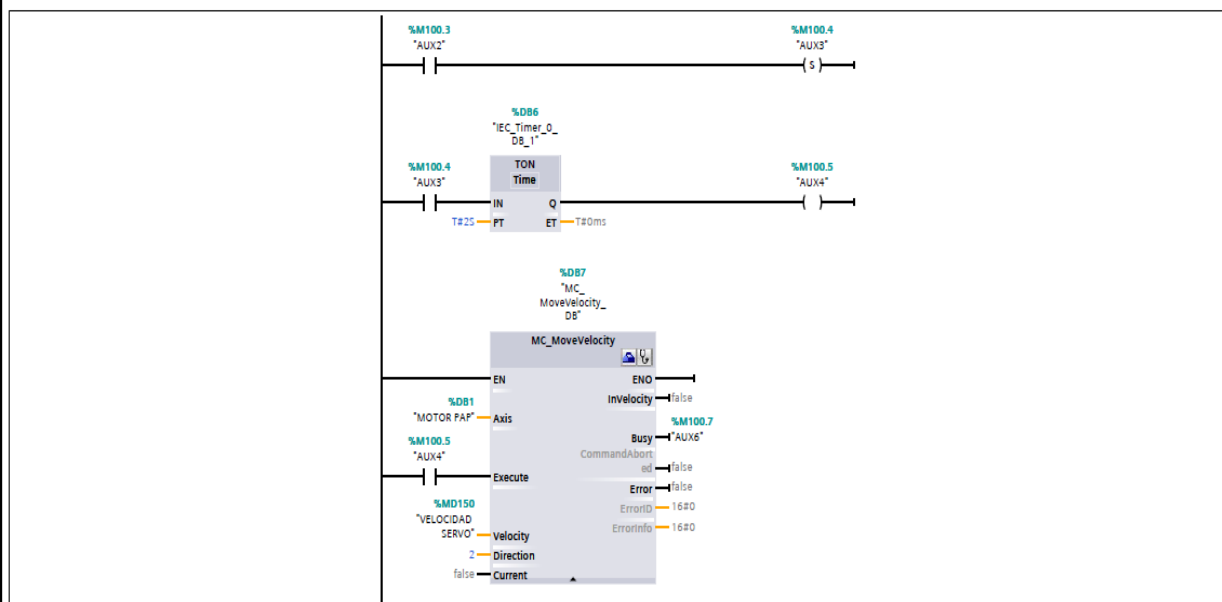 %M100.3
"AUX2"
%M100.4
"AUX3"
( S )
%DB6
"IEC_Timer_0_
DB_1"
TON
Time
%M100.4
"AUX3"
%M100.5
"AUX4"
IN
Q
T#2S
PT
ET
T#0ms
%DB7
"MC_
MoveVelocity_
DB"
MC_MoveVelocity
EN
ENO
InVelocity
false
%DB1
"MOTOR PAP"
Axis
%M100.7
Busy
"AUX6"
%M100.5
"AUX4"
CommandAbort
ed
false
Execute
Error
false
%MD150
"VELOCIDAD
SERVO"
Velocity
ErrorID
16#0
ErrorInfo
16#0
2
Direction
false
Current